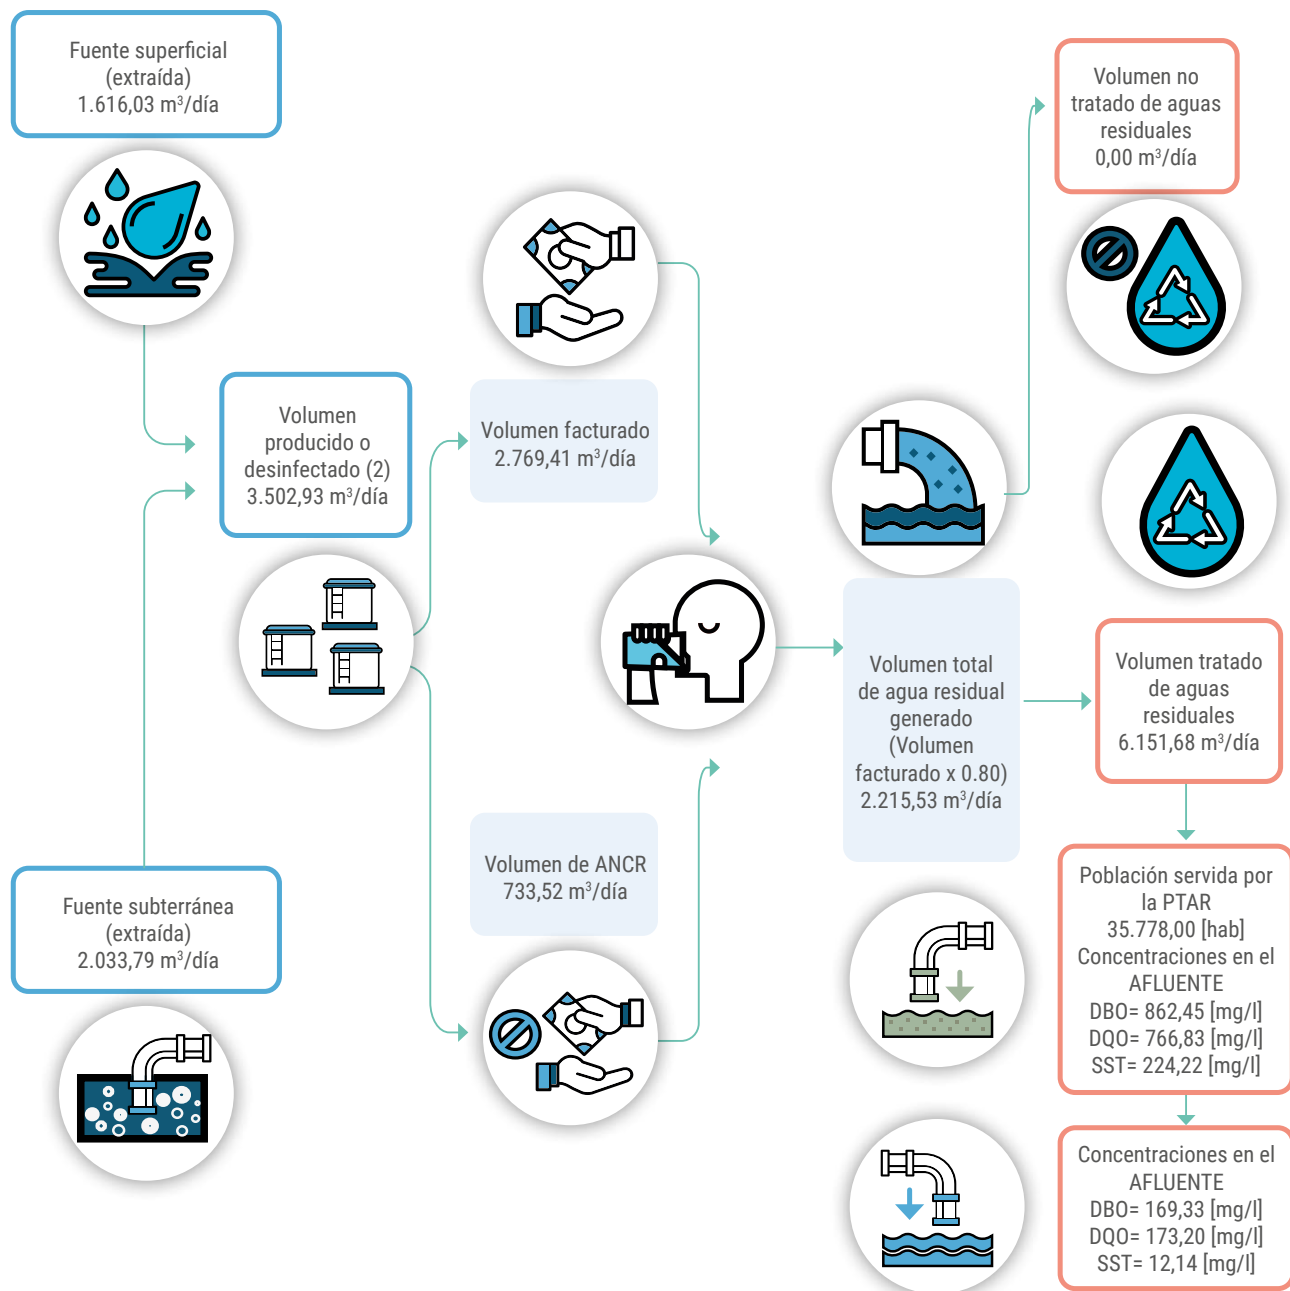 Fuente superficial
(extraída)
1.616,03 m³/día
Volumen no
tratado de aguas
residuales
0,00 m³/día
Volumen
producido o
desinfectado (2)
3.502,93 m³/día
Volumen facturado
2.769,41 m³/día
Volumen total
de agua residual
generado
(Volumen
facturado x 0.80)
2.215,53 m³/día
Volumen tratado
de aguas
residuales
6.151,68 m³/día
Volumen de ANCR
733,52 m³/día
Fuente subterránea
(extraída)
2.033,79 m³/día
Población servida por
la PTAR
35.778,00 [hab]
Concentraciones en el
AFLUENTE
DBO= 862,45 [mg/l]
DQO= 766,83 [mg/l]
SST= 224,22 [mg/l]
Concentraciones en el
AFLUENTE
DBO= 169,33 [mg/l]
DQO= 173,20 [mg/l]
SST= 12,14 [mg/l]